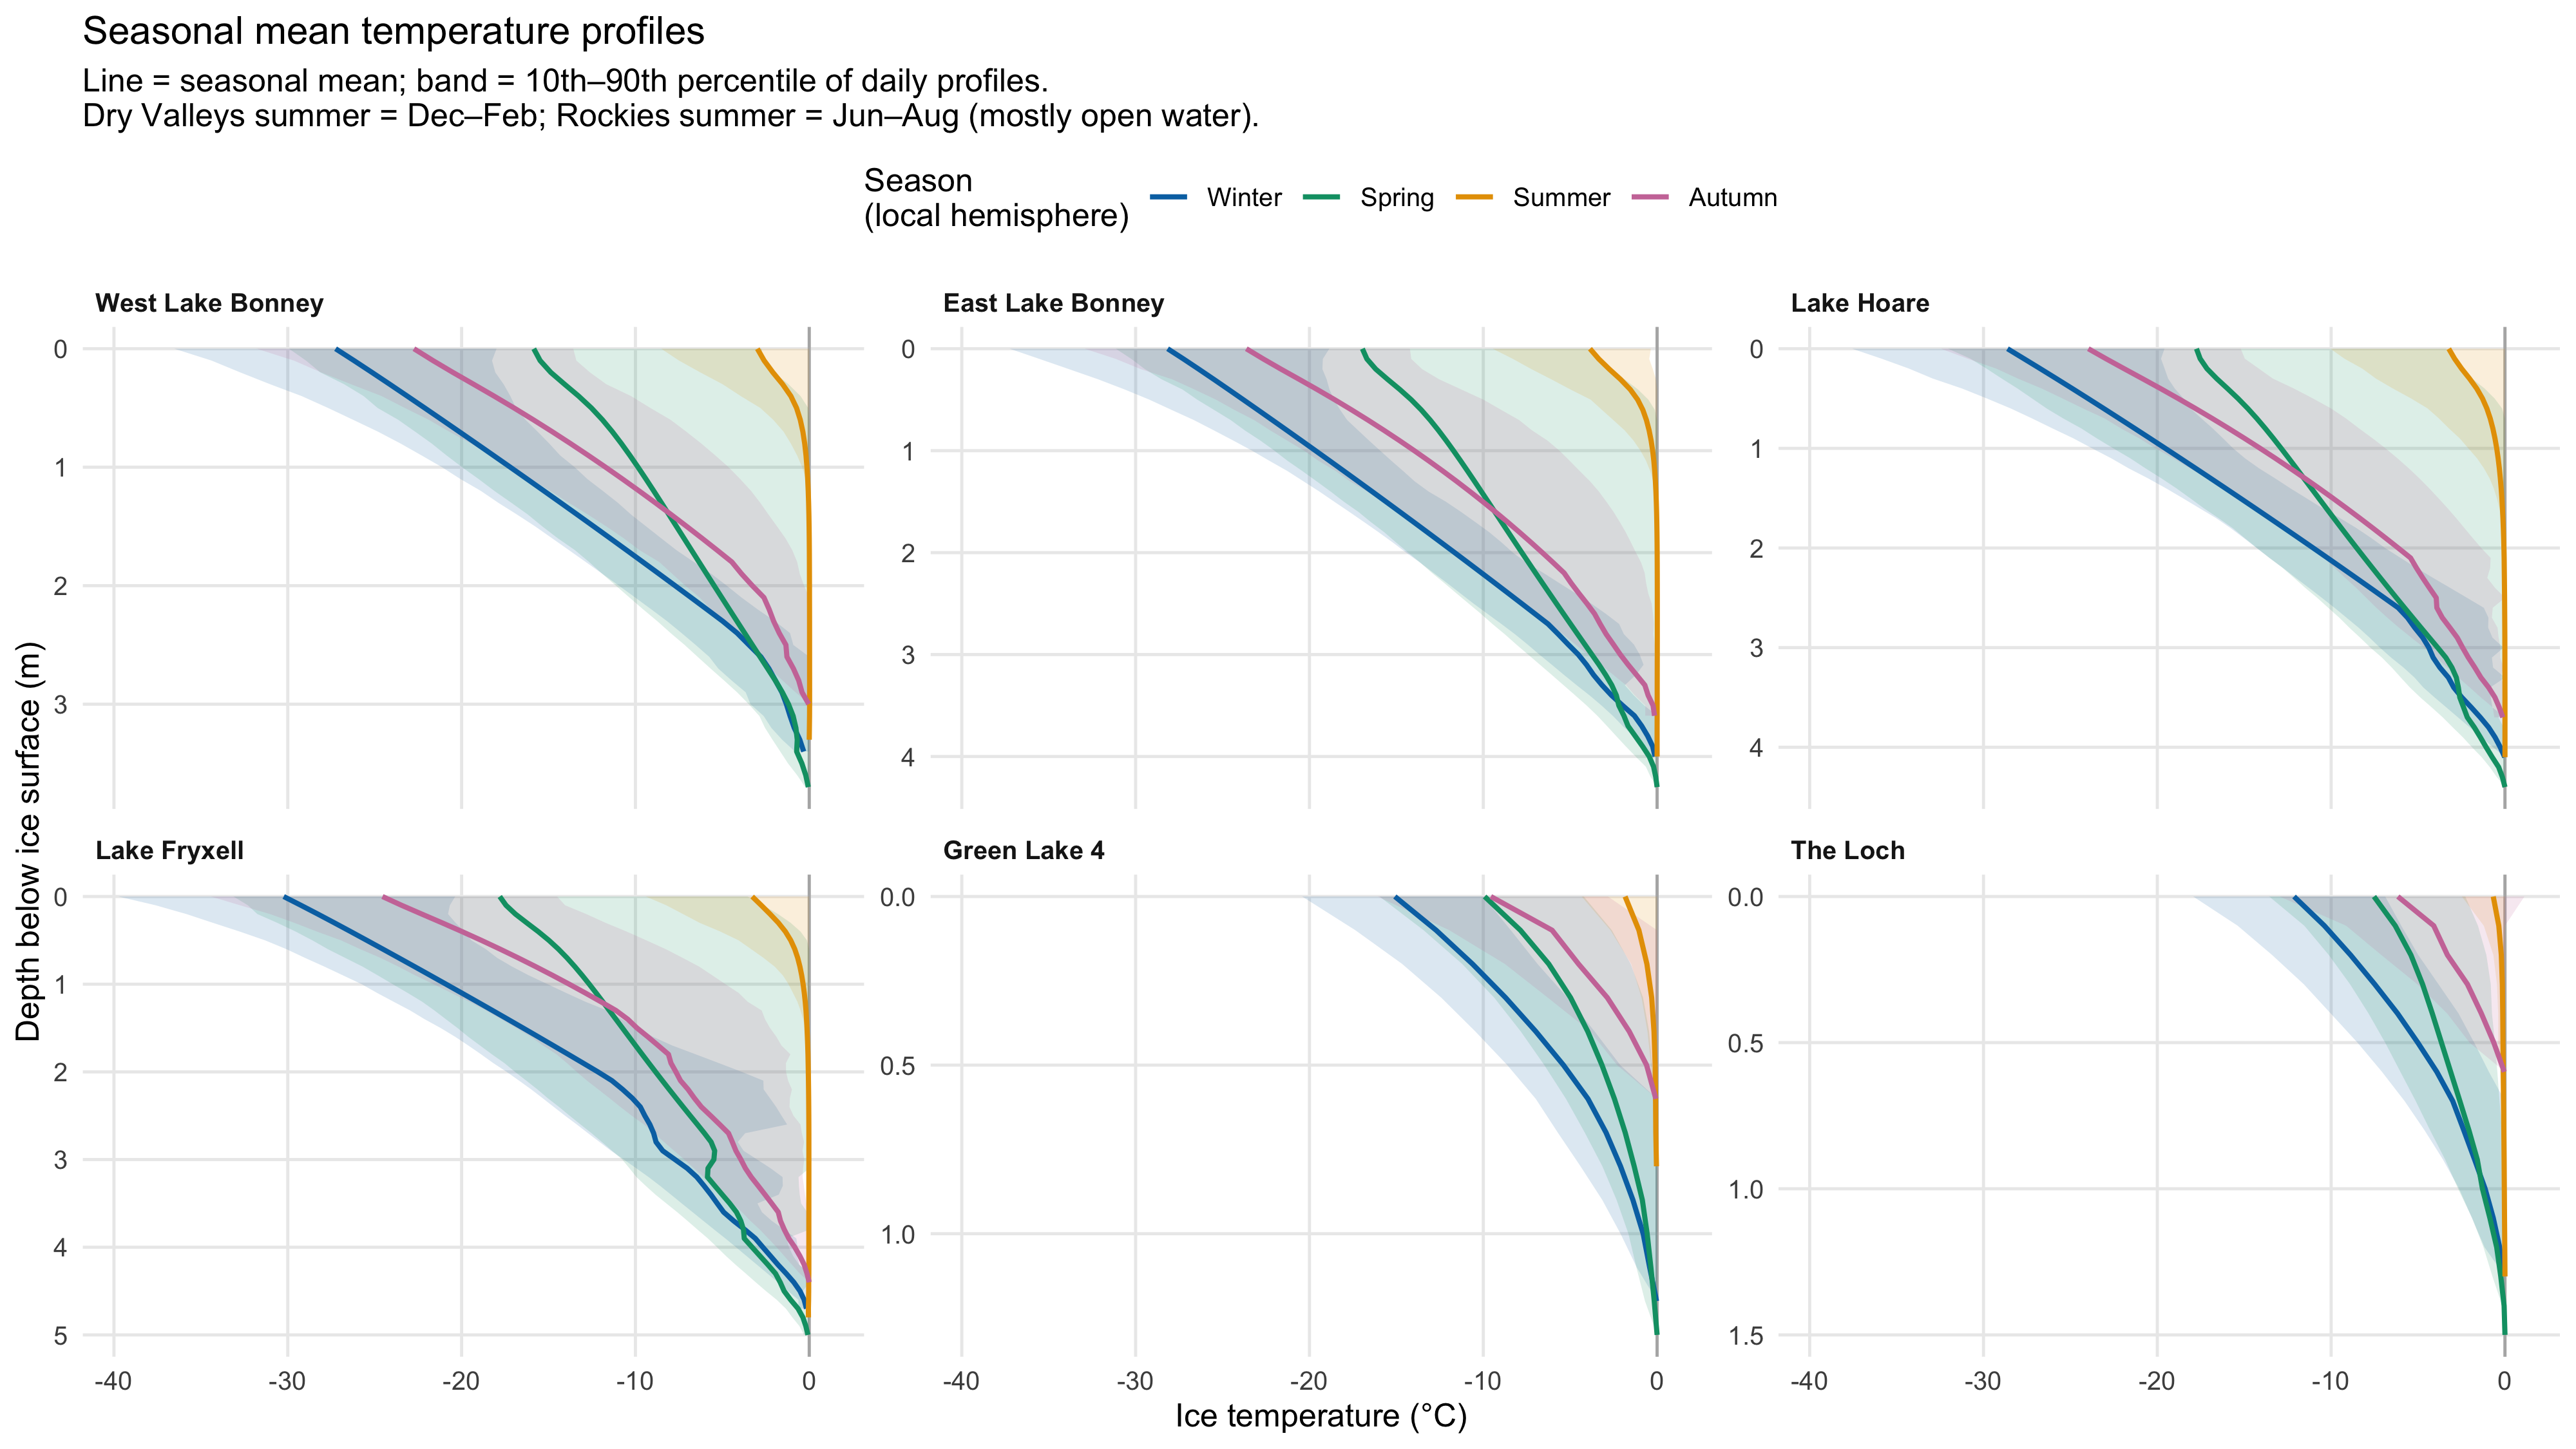 Seasonal mean temperature profiles
Line = seasonal mean; band = 10th–90th percentile of daily profiles.
Dry Valleys summer = Dec–Feb; Rockies summer = Jun–Aug (mostly open water).
Season
(local hemisphere)
Winter
Spring
Summer
Autumn
Depth below ice surface (m)
West Lake Bonney
0
1
2
3
East Lake Bonney
0
1
2
3
4
Lake Hoare
0
1
2
3
4
Lake Fryxell
0
1
2
3
4
5
-40
-30
-20
-10
0
Green Lake 4
0.0
0.5
1.0
-40
-30
-20
-10
0
The Loch
0.0
0.5
1.0
1.5
-40
-30
-20
-10
0
Ice temperature (°C)